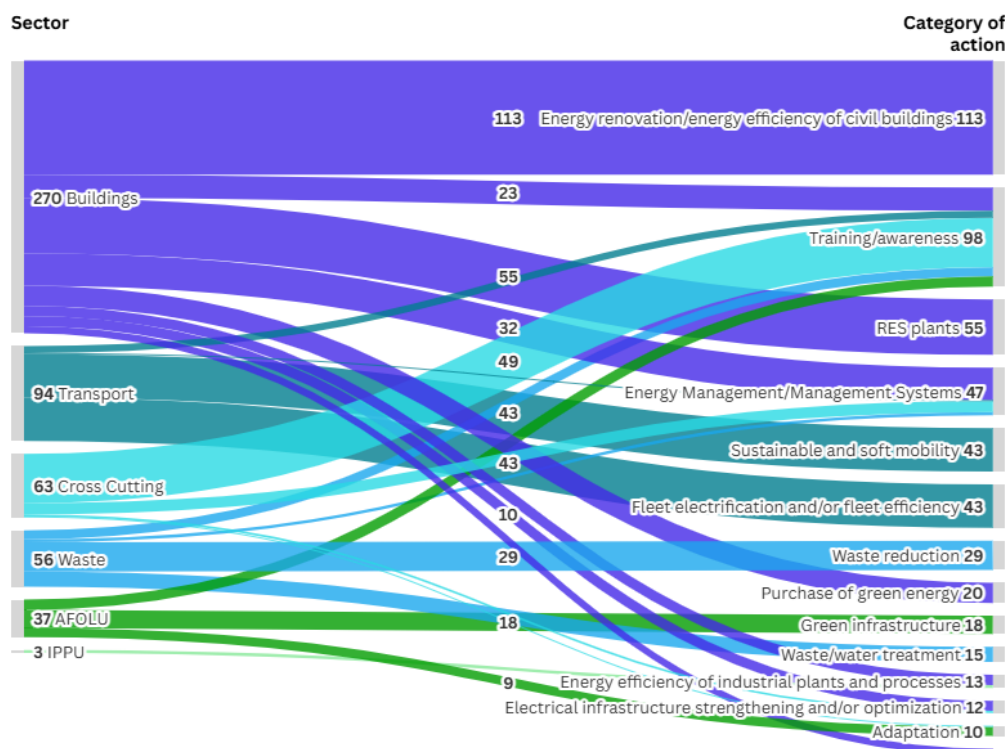 Sector
Category of
action
113 Energy renovation/energy efficiency of civil buildings 113
23
270 Buildings
Training/awareness 98
55
32
RES plants 55
49
94 Transport
Energy Management/Management Systems 47
43
Sustainable and soft mobility 43
43
63 Cross Cutting
10
Fleet electrification and/or fleet efficiency 43
56 Waste
29
Waste reduction 29
Purchase of green energy 20
37 AFOLU
18
Green infrastructure 18
3 IPPU
Waste/water treatment 15
9
Energy efficiency of industrial plants and processes 13
Electrical infrastructure strengthening and/or optimization 12
Adaptation 10